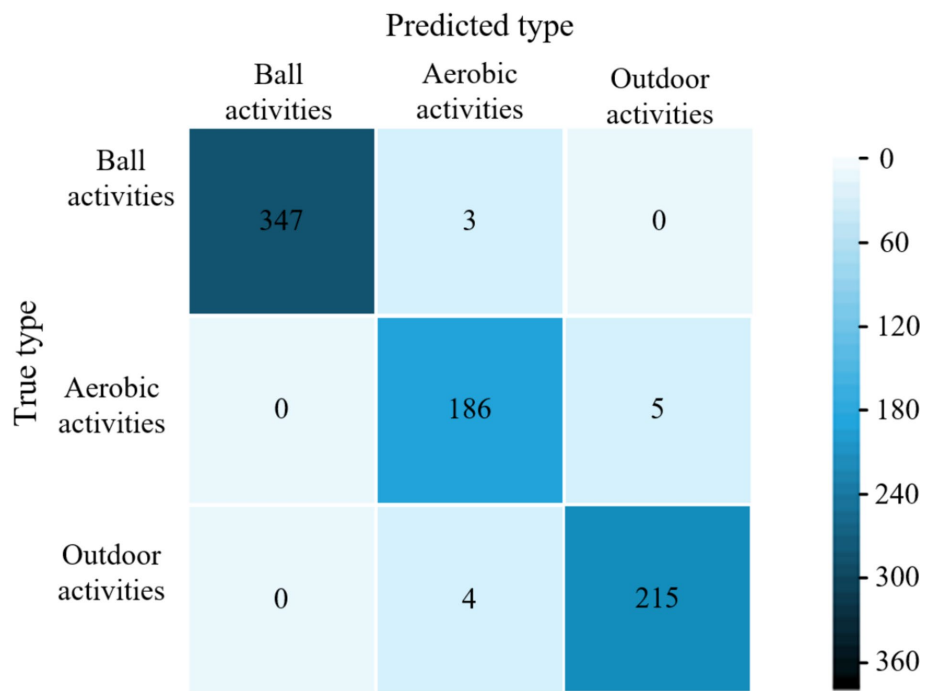 Predicted type
Ball
activities
Aerobic
activities
Outdoor
activities
True type
Ball
activities
347
3
0
Aerobic
activities
0
186
5
Outdoor
activities
0
4
215
0
60
120
180
240
300
360